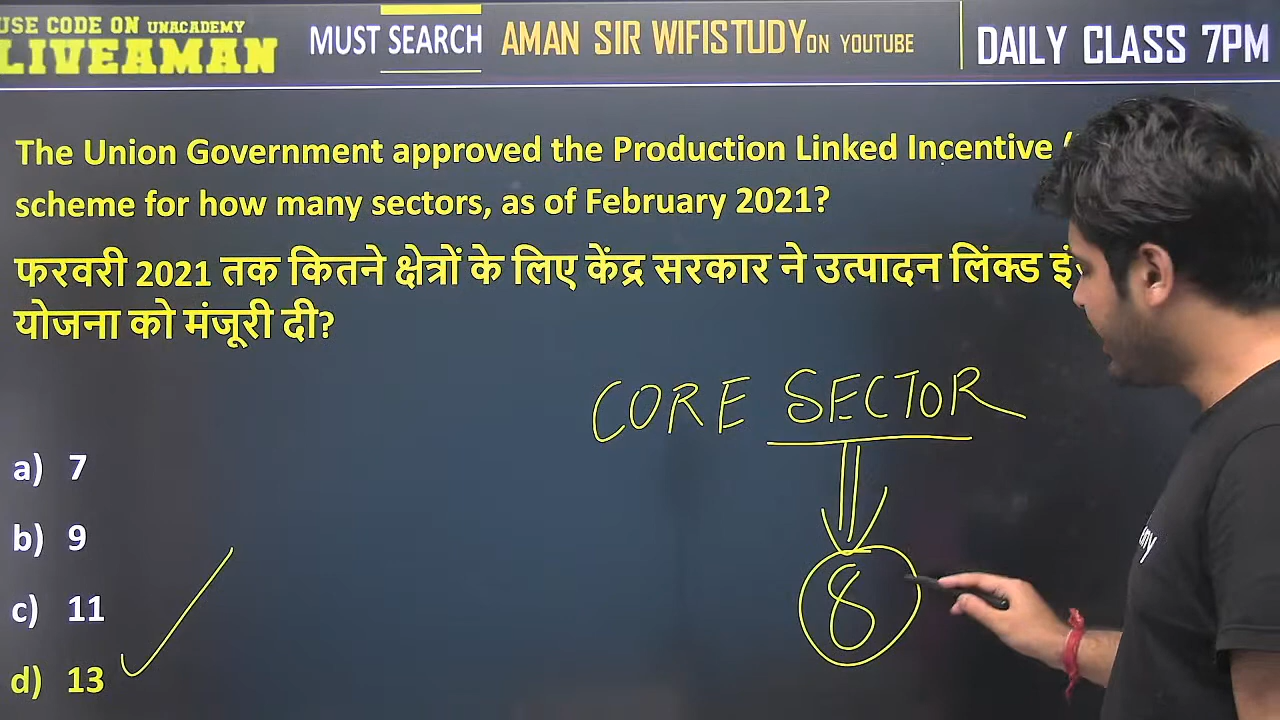 USE CODE ON UNACADEMY
LIVEAMAN
MUST SEARCH
AMAN SIR WIFISTUDY ON YOUTUBE
DAILY CLASS 7PM
The Union Government approved the Production Linked Incentive
scheme for how many sectors, as of February 2021?
फरवरी 2021 तक कितने क्षेत्रों के लिए केंद्र सरकार ने उत्पादन लिंक्ड
योजना को मंजूरी दी?
CORE SECTOR
8
a) 7
b) 9
c) 11
d) 13